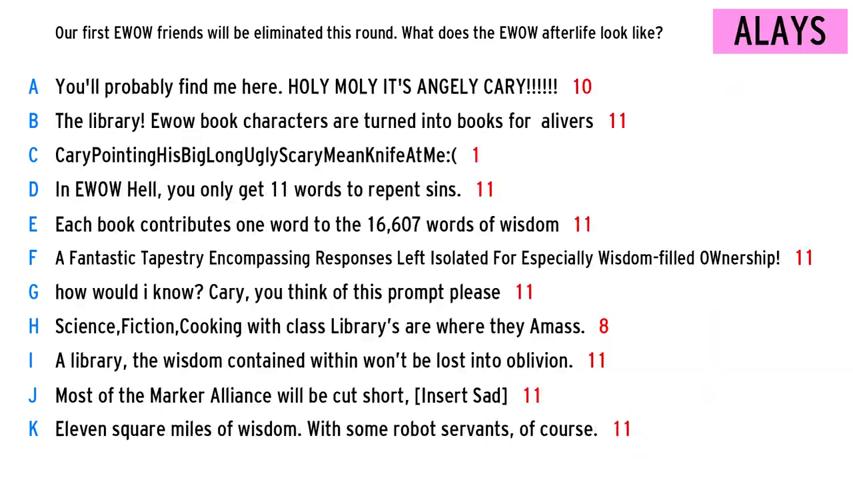 Our first EWOW friends will be eliminated this round. What does the EWOW afterlife look like?
ALAYS
A You'll probably find me here. HOLY MOLY IT'S ANGELY CARY!!!!!! 10
B The library! Ewow book characters are turned into books for alivers 11
C CaryPointingHisBigLongUglyScaryMeanKnifeAtMe:( 1
D In EWOW Hell, you only get 11 words to repent sins. 11
E Each book contributes one word to the 16,607 words of wisdom 11
F A Fantastic Tapestry Encompassing Responses Left Isolated For Especially Wisdom-filled OWnership! 11
G how would i know? Cary, you think of this prompt please 11
H Science,Fiction,Cooking with class Library's are where they Amass. 8
I A library, the wisdom contained within won't be lost into oblivion. 11
J Most of the Marker Alliance will be cut short, [Insert Sad] 11
K Eleven square miles of wisdom. With some robot servants, of course. 11